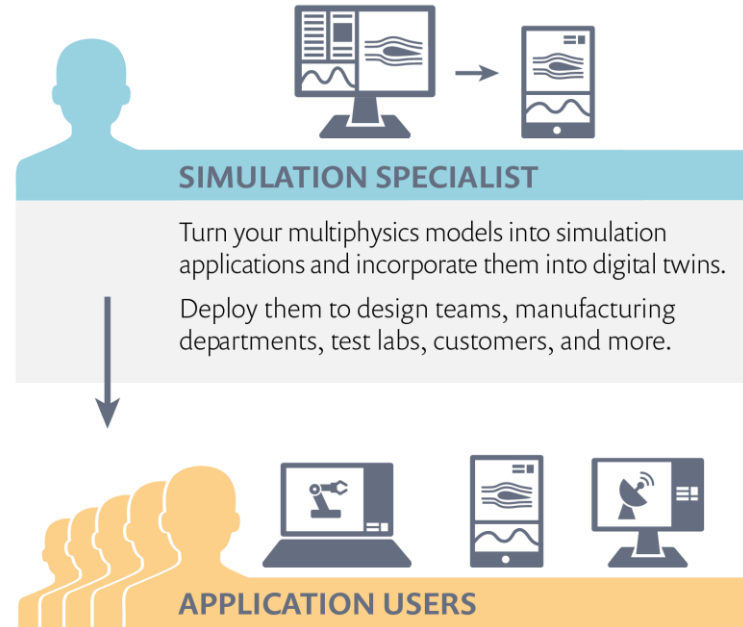 SIMULATION SPECIALIST
Turn your multiphysics models into simulation
applications and incorporate them into digital twins.
Deploy them to design teams, manufacturing
departments, test labs, customers, and more.
APPLICATION USERS